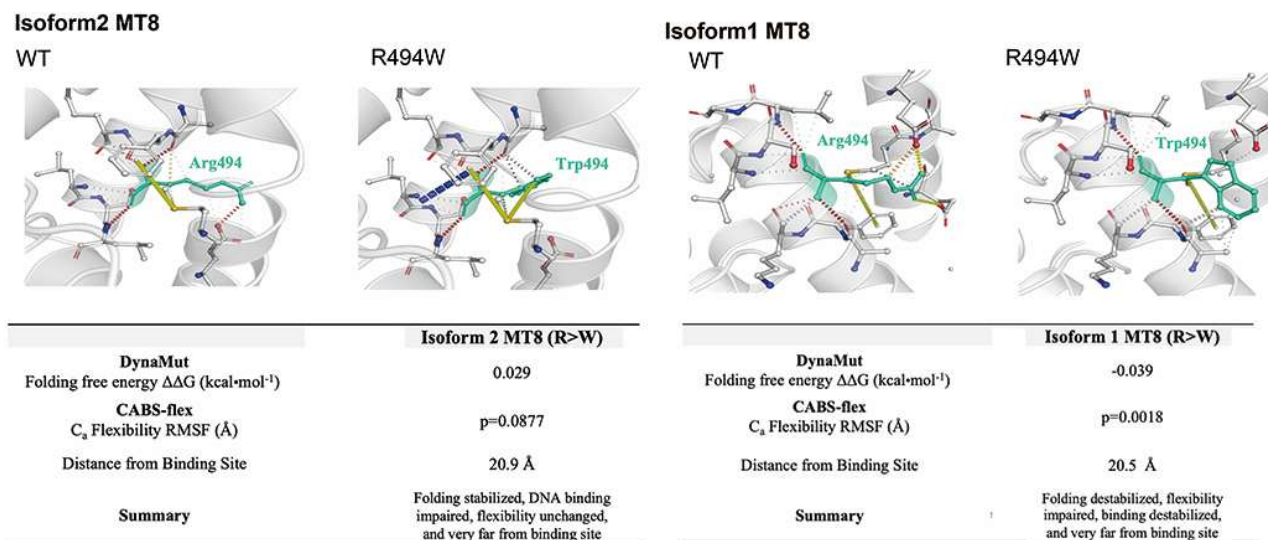 Isoform2 MT8
WT
R494W
Arg494
Trp494
Isoform 2 MT8 (R>W)
DynaMut
Folding free energy ΔΔG (kcal•mol⁻¹)
0.029
CABS-flex
Cₐ Flexibility RMSF (Å)
p=0.0877
Distance from Binding Site
20.9 Å
Summary
Folding stabilized, DNA binding
impaired, flexibility unchanged,
and very far from binding site
Isoform1 MT8
WT
R494W
Arg494
Trp494
Isoform 1 MT8 (R>W)
DynaMut
Folding free energy ΔΔG (kcal•mol⁻¹)
-0.039
CABS-flex
Cₐ Flexibility RMSF (Å)
p=0.0018
Distance from Binding Site
20.5 Å
Summary
Folding destabilized, flexibility
impaired, binding destabilized,
and very far from binding site